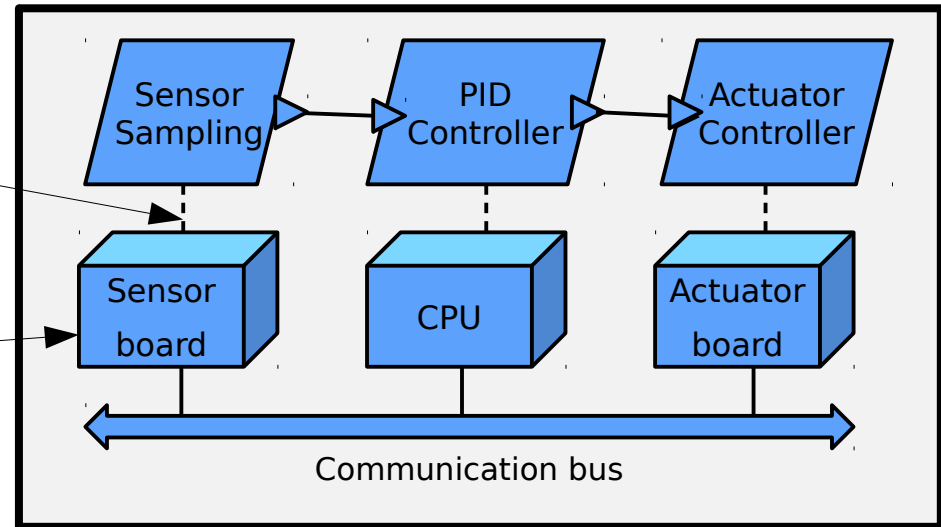 Sensor
Sampling
PID
Controller
Actuator
Controller
Sensor
board
CPU
Actuator
board
Communication bus